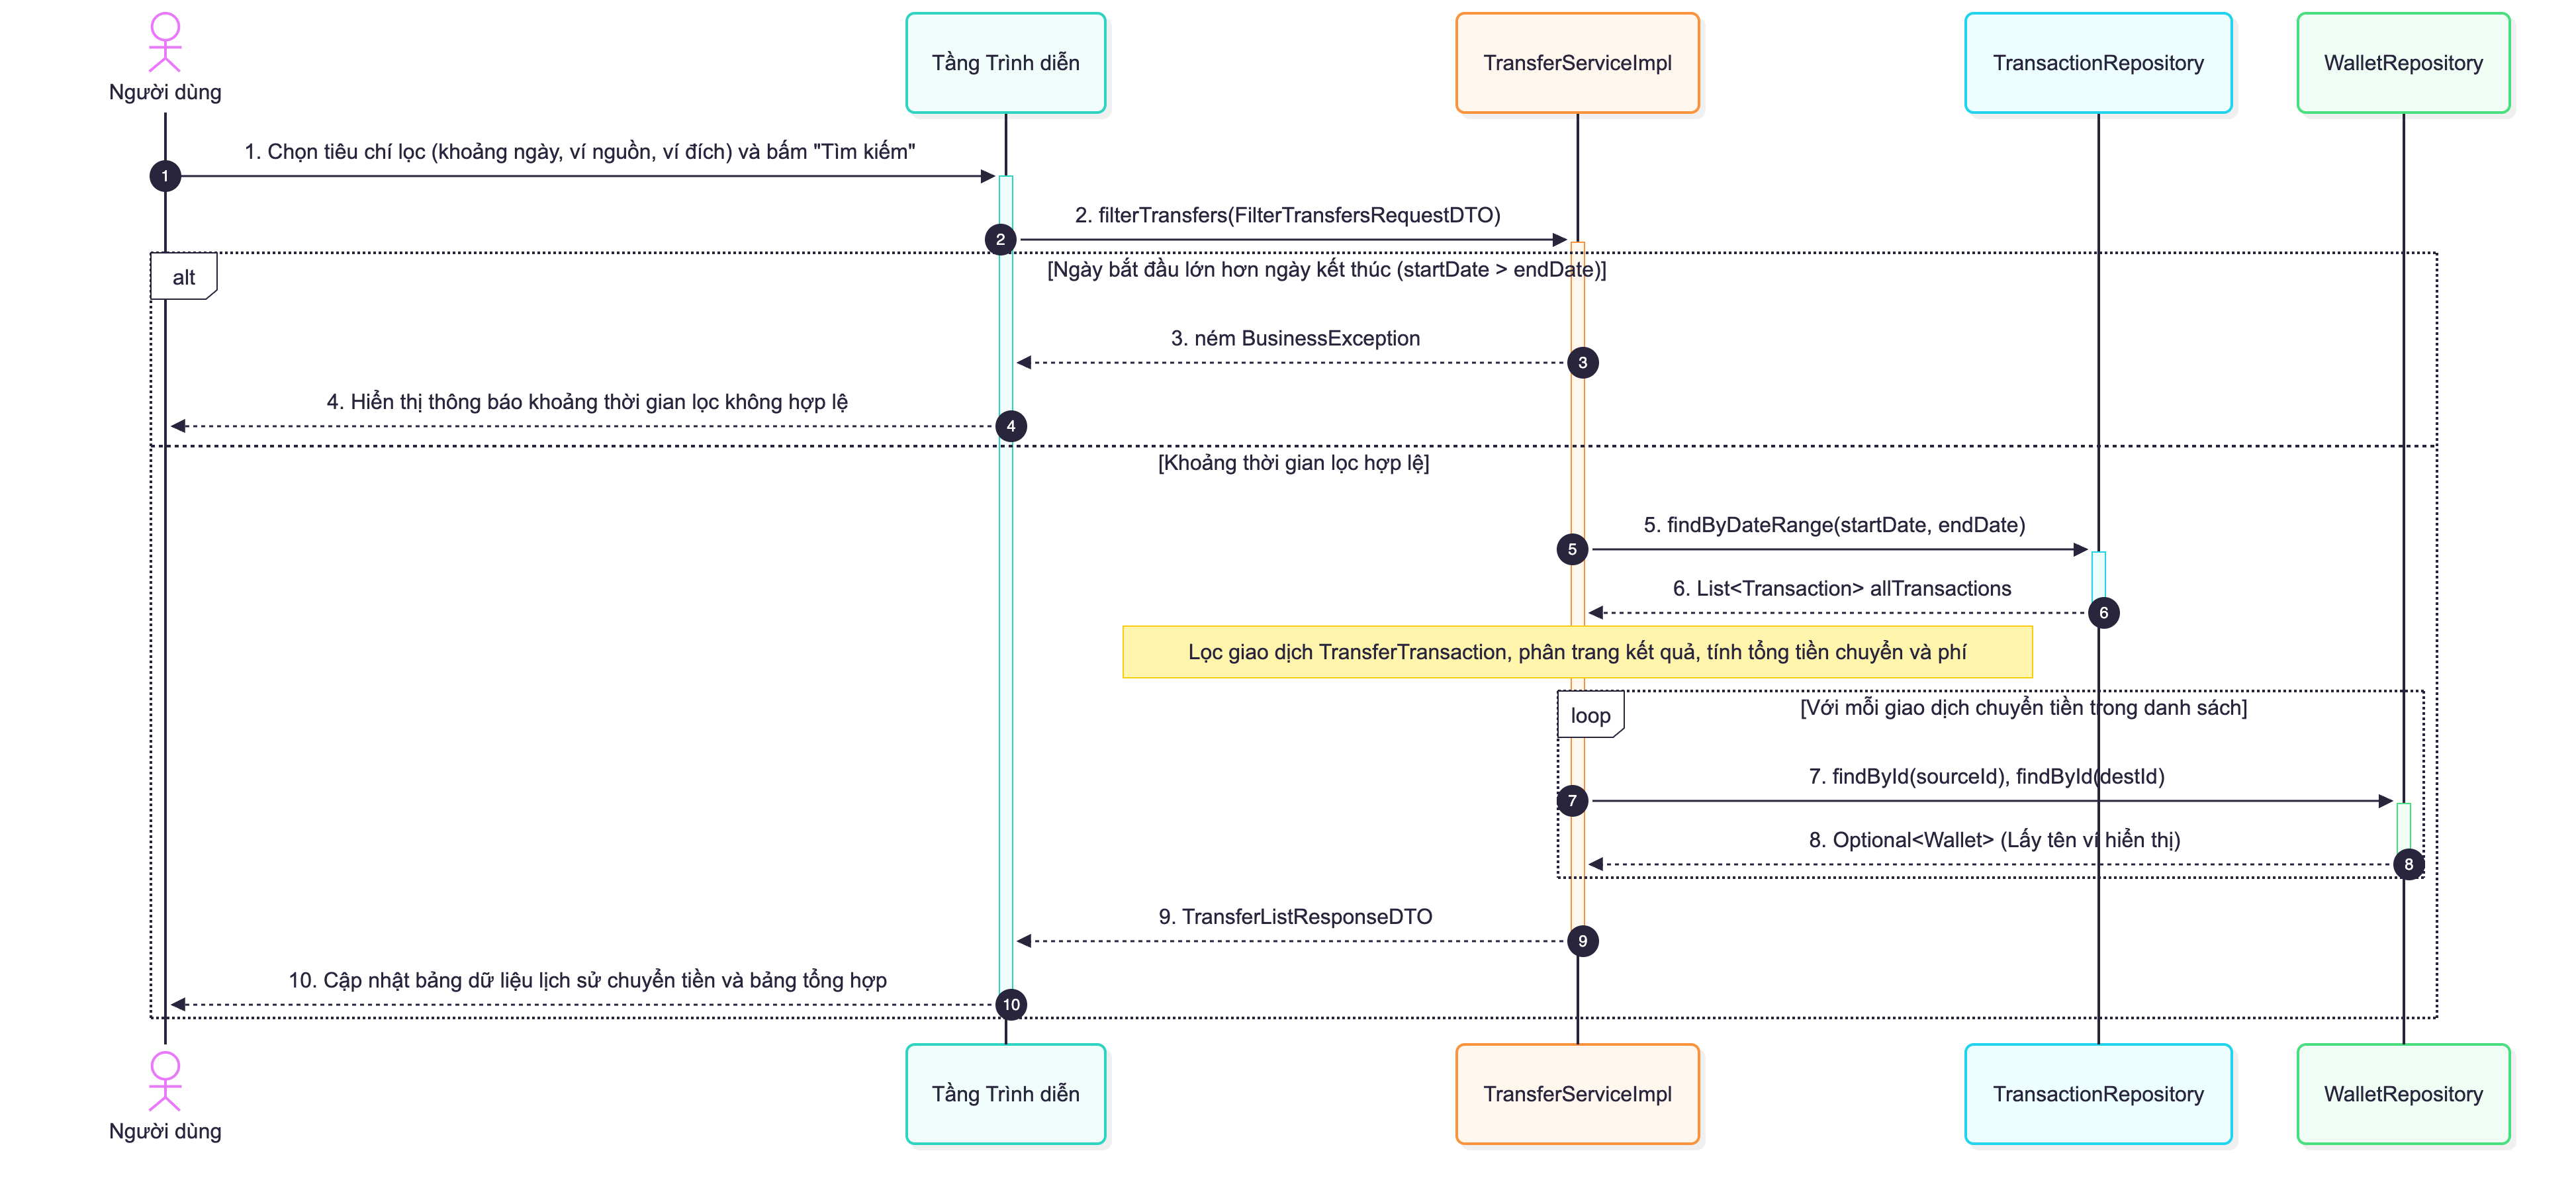 Người dùng
Tầng Trình diễn
TransferServiceImpl
TransactionRepository
WalletRepository
1. Chọn tiêu chí lọc (khoảng ngày, ví nguồn, ví đích) và bấm "Tìm kiếm"
1
2. filterTransfers(FilterTransfersRequestDTO)
2
alt
[Ngày bắt đầu lớn hơn ngày kết thúc (startDate > endDate)]
3. ném BusinessException
3
4. Hiển thị thông báo khoảng thời gian lọc không hợp lệ
4
[Khoảng thời gian lọc hợp lệ]
5. findByDateRange(startDate, endDate)
5
6. List<Transaction> allTransactions
6
Lọc giao dịch TransferTransaction, phân trang kết quả, tính tổng tiền chuyển và phí
loop
[Với mỗi giao dịch chuyển tiền trong danh sách]
7. findById(sourceId), findById(destId)
7
8. Optional<Wallet> (Lấy tên ví hiển thị)
8
9. TransferListResponseDTO
9
10. Cập nhật bảng dữ liệu lịch sử chuyển tiền và bảng tổng hợp
10
Người dùng
Tầng Trình diễn
TransferServiceImpl
TransactionRepository
WalletRepository